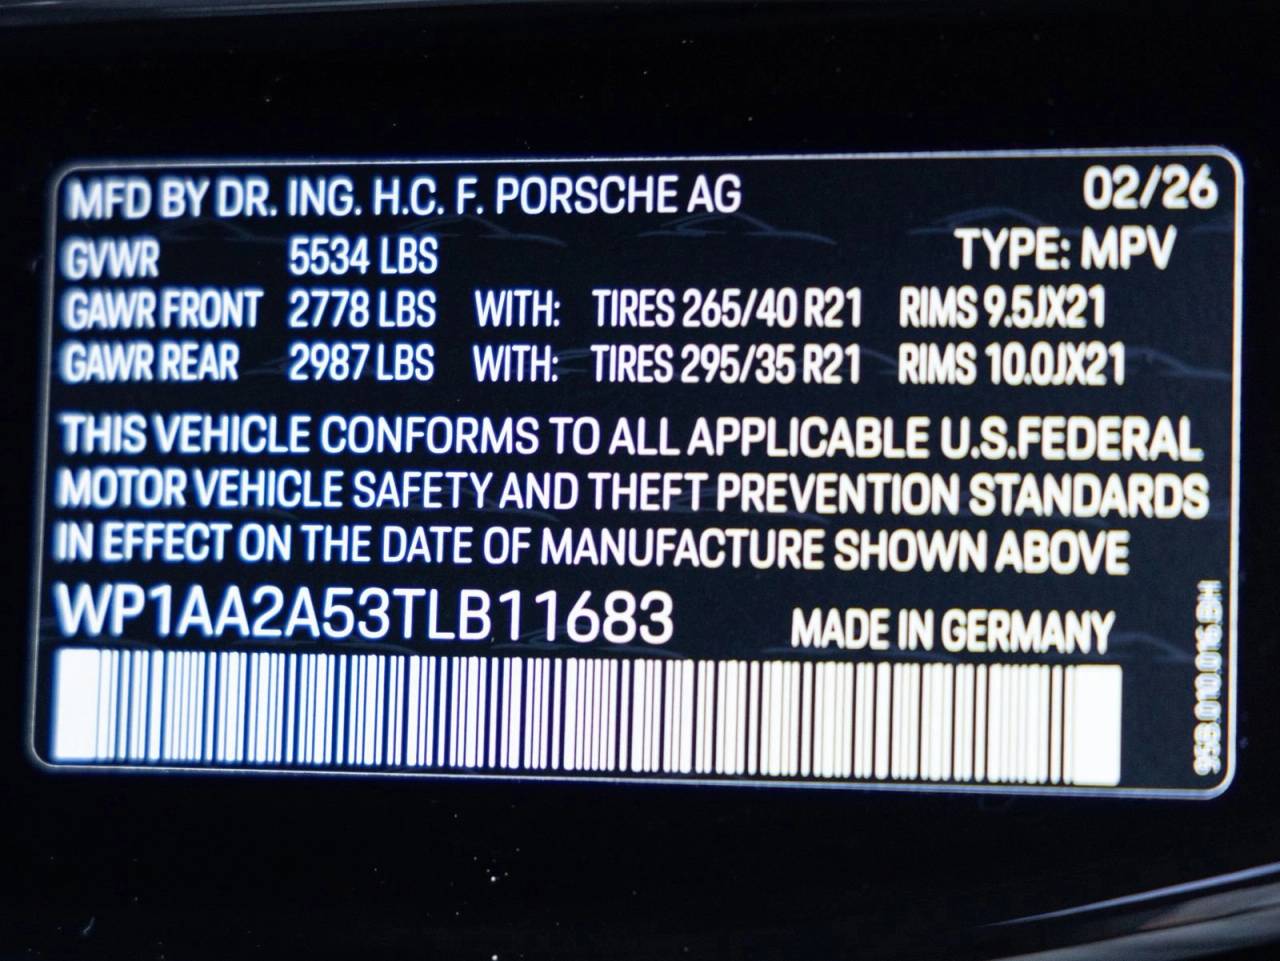 MFD BY DR. ING. H.C. F. PORSCHE AG 02/26
GVWR 5534 LBS TYPE: MPV
GAWR FRONT 2778 LBS WITH: TIRES 265/40 R21 RIMS 9.5JX21
GAWR REAR 2987 LBS WITH: TIRES 295/35 R21 RIMS 10.0JX21
THIS VEHICLE CONFORMS TO ALL APPLICABLE U.S.FEDERAL
MOTOR VEHICLE SAFETY AND THEFT PREVENTION STANDARDS
IN EFFECT ON THE DATE OF MANUFACTURE SHOWN ABOVE
WP1AA2A53TLB11683 MADE IN GERMANY